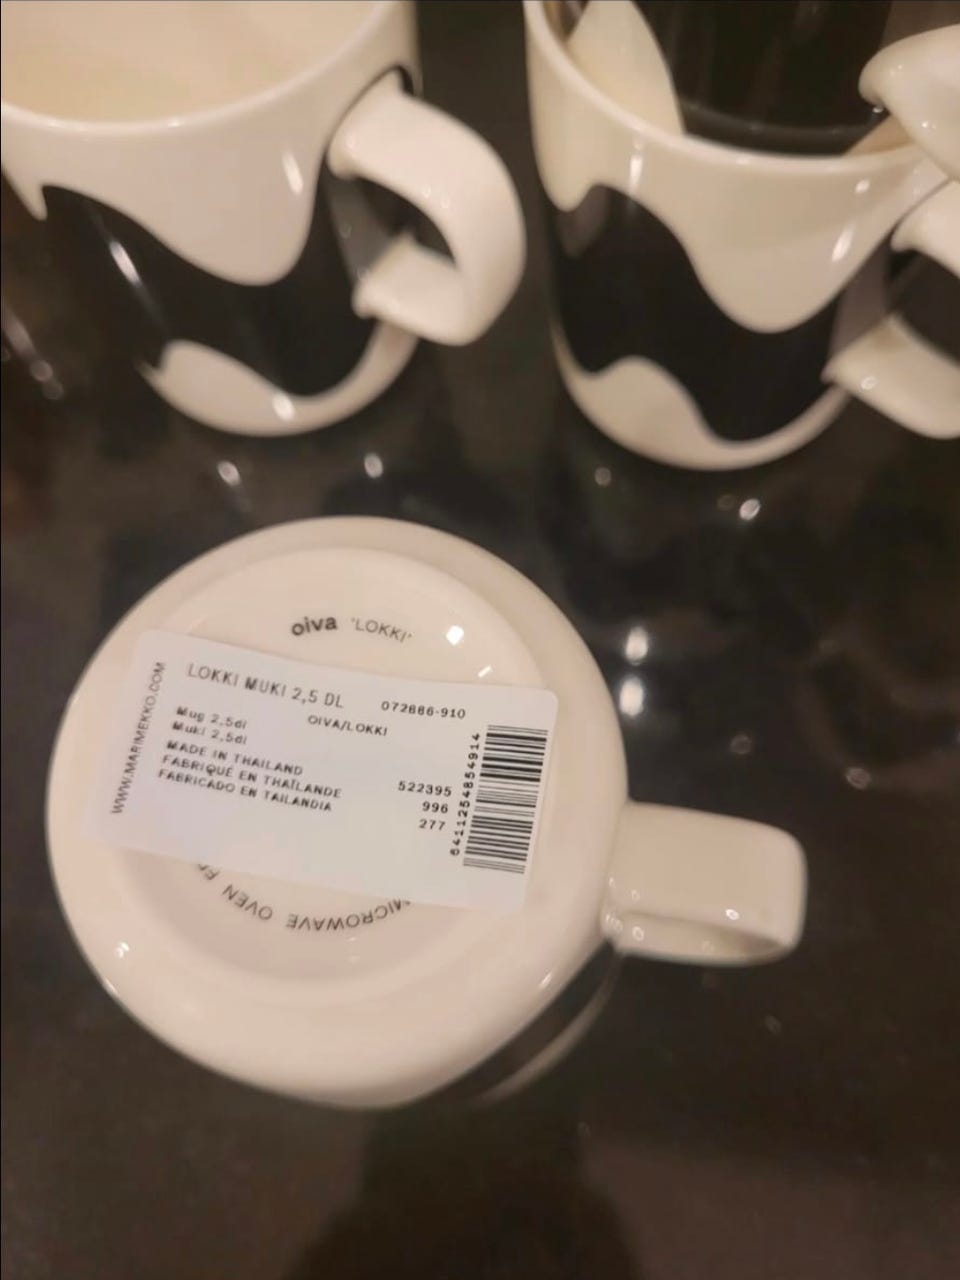 oiva 'LOKKI'
LOKKI MUKI 2,5 DL
072886-910
OIVA/LOKKI
Mug 2,5dl
Muki 2,5dl
MADE IN THAILAND
FABRIQUÉ EN THAÏLANDE
FABRICADO EN TAILANDIA
522395
996
277
6411254854914
WWW.MARIMEKKO.COM
MICROWAVE OVEN